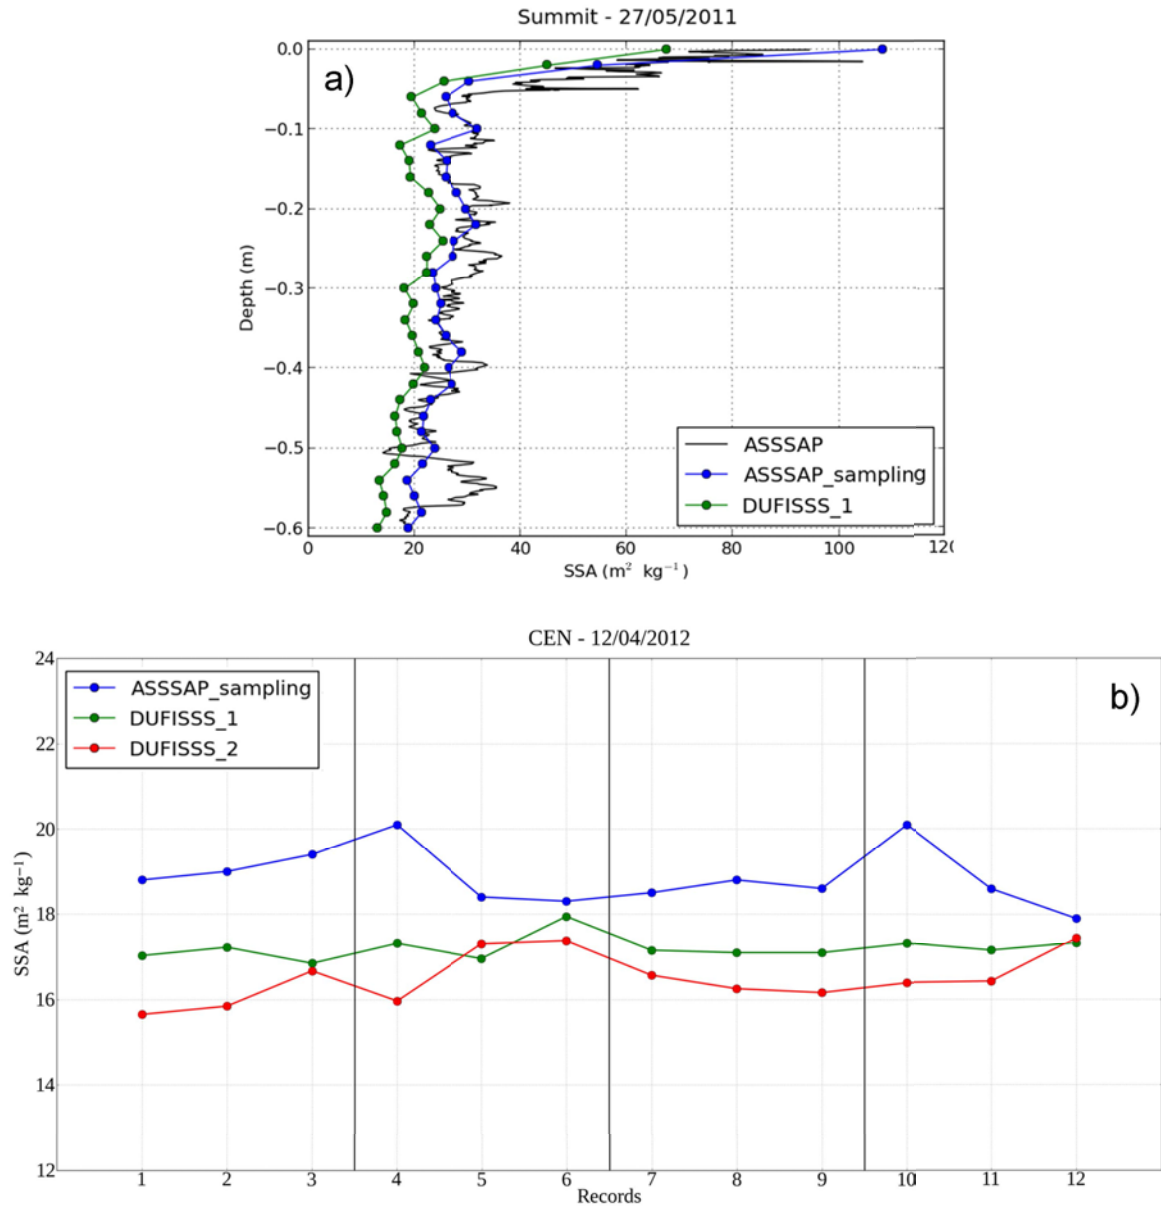 Summit - 27/05/2011
a)
0.0
−0.1
−0.2
−0.3
−0.4
−0.5
−0.6
Depth (m)
ASSSAP
ASSSAP_sampling
DUFISSS_1
0 20 40 60 80 100 120
SSA (m² kg⁻¹)
CEN - 12/04/2012
b)
ASSSAP_sampling
DUFISSS_1
DUFISSS_2
24
22
20
18
16
14
12
SSA (m² kg⁻¹)
1 2 3 4 5 6 7 8 9 10 11 12
Records